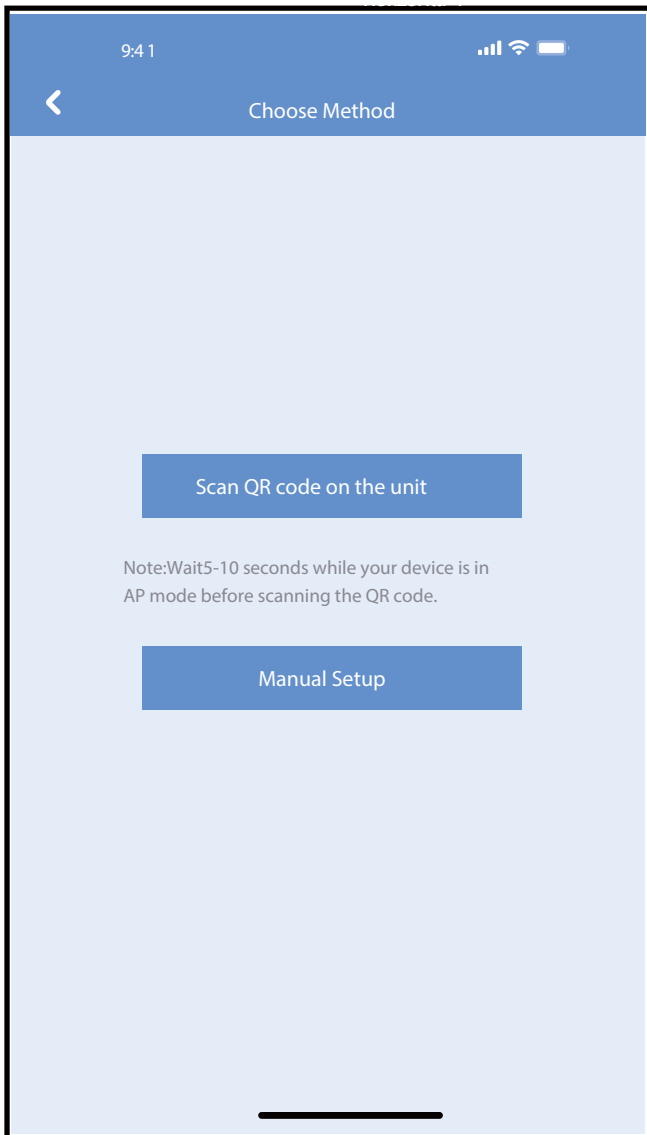 9:41
Choose Method
Scan QR code on the unit
Note:Wait5-10 seconds while your device is in
AP mode before scanning the QR code.
Manual Setup